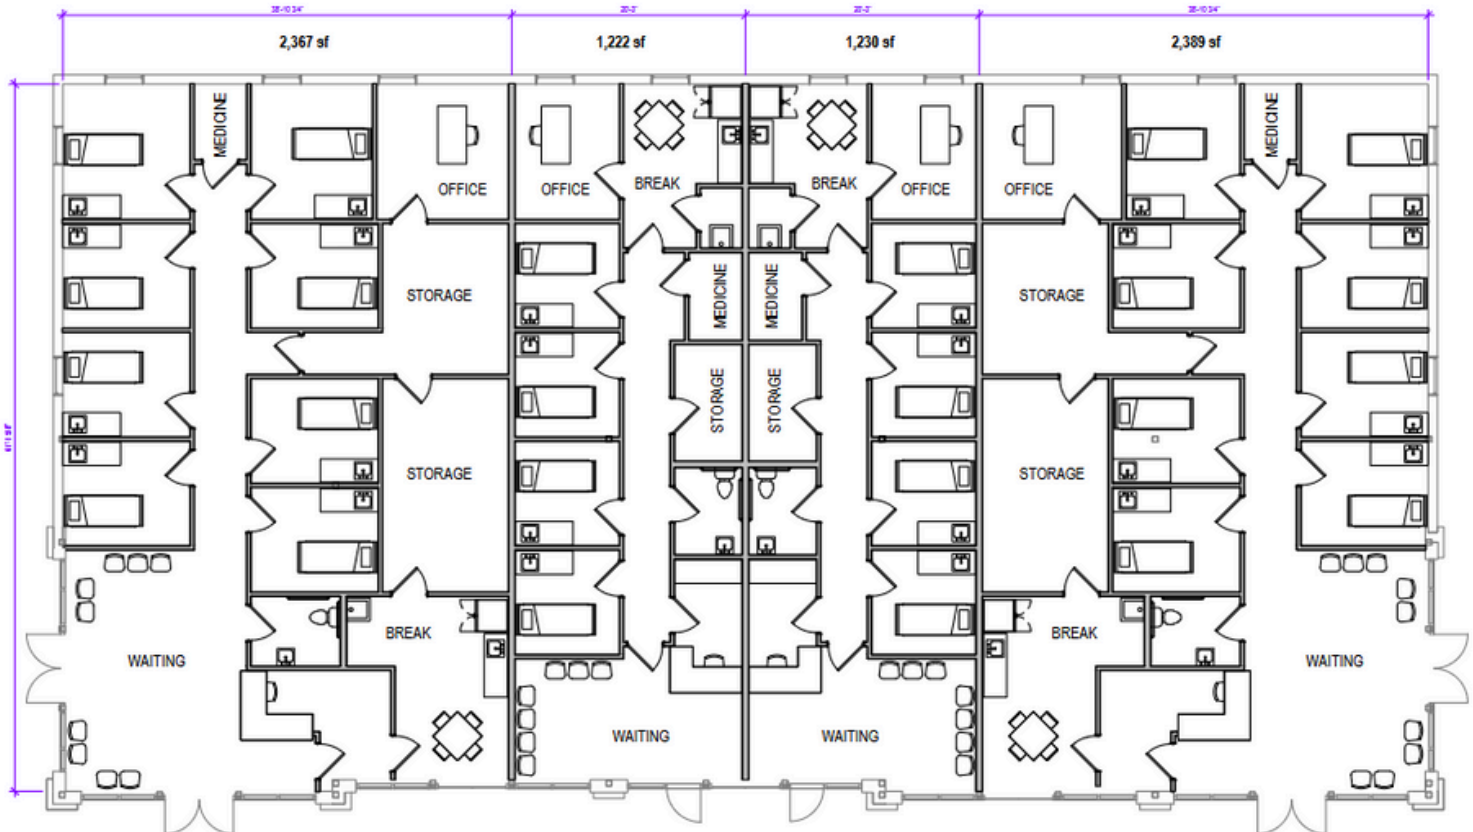 2,367 sf
1,222 sf
1,230 sf
2,389 sf
MEDICINE
MEDICINE
OFFICE
OFFICE
BREAK
BREAK
OFFICE
OFFICE
STORAGE
MEDICINE
MEDICINE
STORAGE
STORAGE
STORAGE
STORAGE
STORAGE
BREAK
BREAK
WAITING
WAITING
WAITING
WAITING